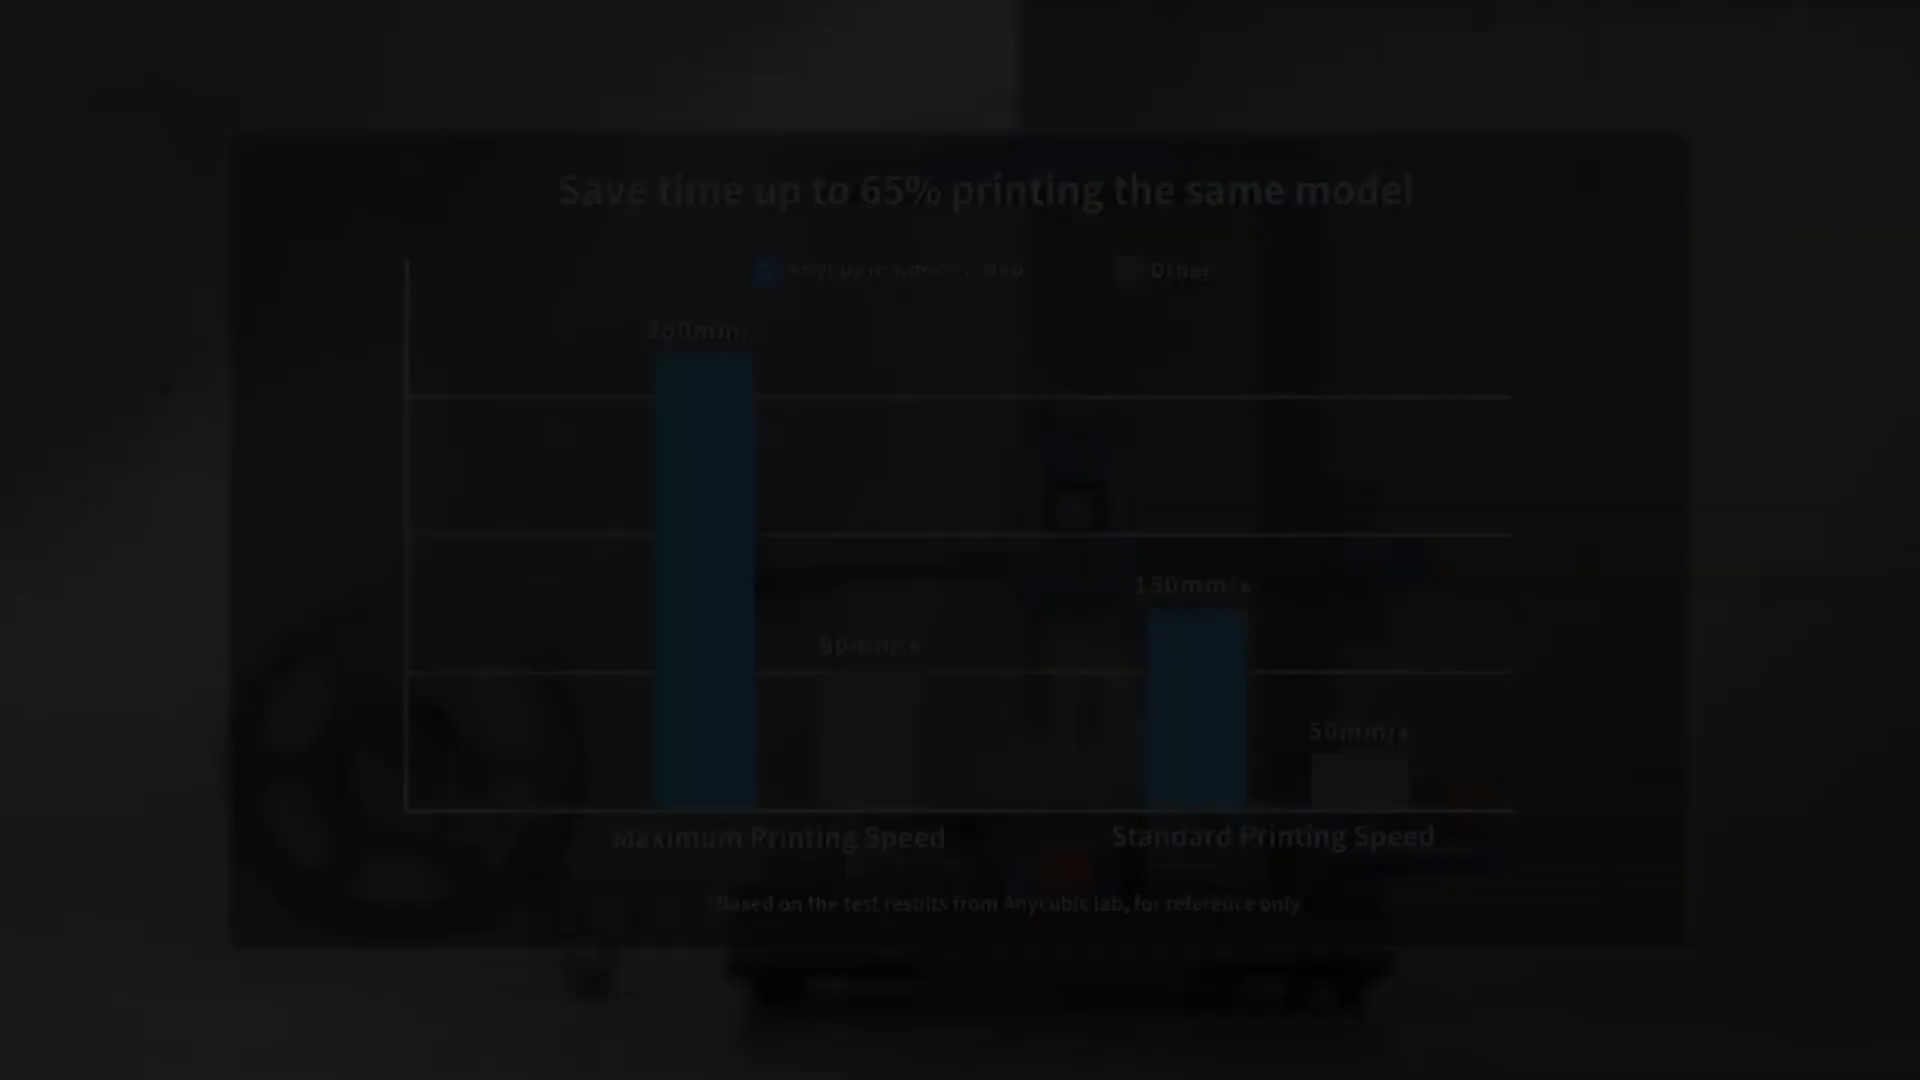 Save time up to 65% printing the same model
Anycubic
Other
150mm/s
50mm/s
Maximum Printing Speed
Standard Printing Speed
Based on the test results from Anycubic lab, for reference only